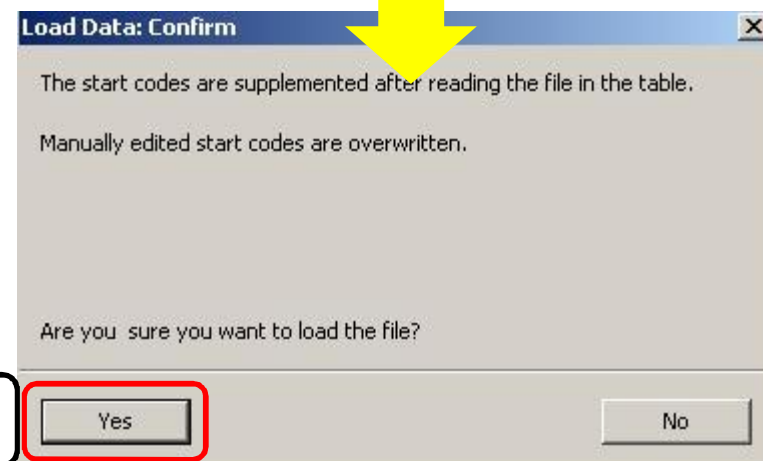 Load Data: Confirm
The start codes are supplemented after reading the file in the table.
Manually edited start codes are overwritten.
Are you sure you want to load the file?
Yes
No